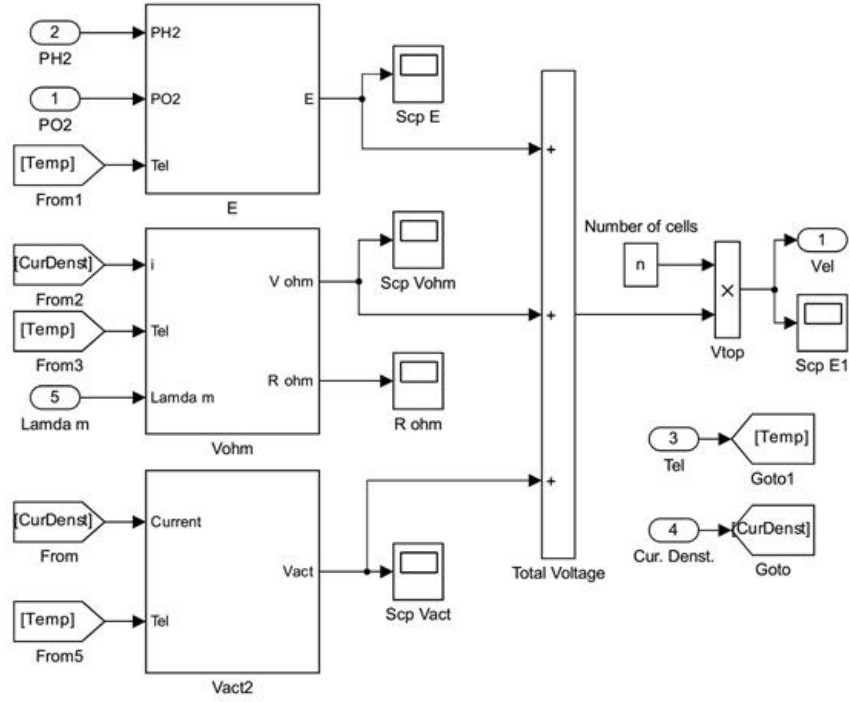 2
PH2
PH2
1
PO2
PO2
[Temp]
Tel
From1
E
E
Scp E
[CurDenst]
i
From2
[Temp]
Tel
From3
5
Lamda m
Lamda m
V ohm
Scp Vohm
R ohm
R ohm
Vohm
[CurDenst]
Current
From
[Temp]
Tel
From5
Vact
Scp Vact
Vact2
+
+
+
Total Voltage
Number of cells
n
×
Vtop
1
Vel
Scp E1
3
Tel
[Temp]
Goto1
4
Cur. Denst.
[CurDenst]
Goto